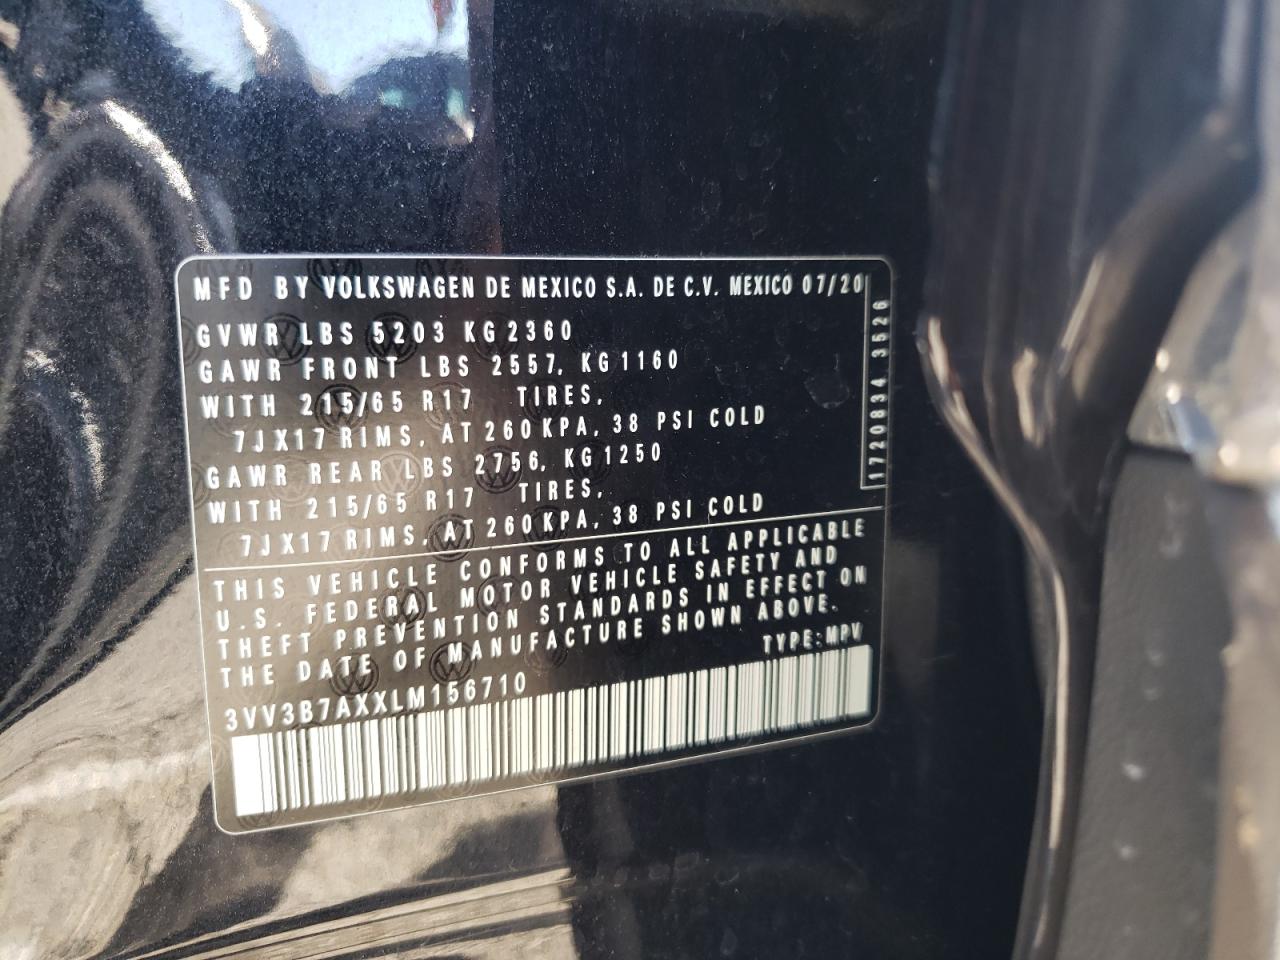 MFD BY VOLKSWAGEN DE MEXICO S.A. DE C.V. MEXICO 07/20
GVWR LBS 5203 KG 2360
GAWR FRONT LBS 2557, KG 1160
WITH 215/65 R17 TIRES,
7JX17 RIMS, AT 260 KPA, 38 PSI COLD
GAWR REAR LBS 2756, KG 1250
WITH 215/65 R17 TIRES,
7JX17 RIMS, AT 260 KPA, 38 PSI COLD
1720834 3526
THIS VEHICLE CONFORMS TO ALL APPLICABLE
U.S. FEDERAL MOTOR VEHICLE SAFETY AND
THEFT PREVENTION STANDARDS IN EFFECT ON
THE DATE OF MANUFACTURE SHOWN ABOVE.
TYPE: MPV
3VV3B7AXXLM156710